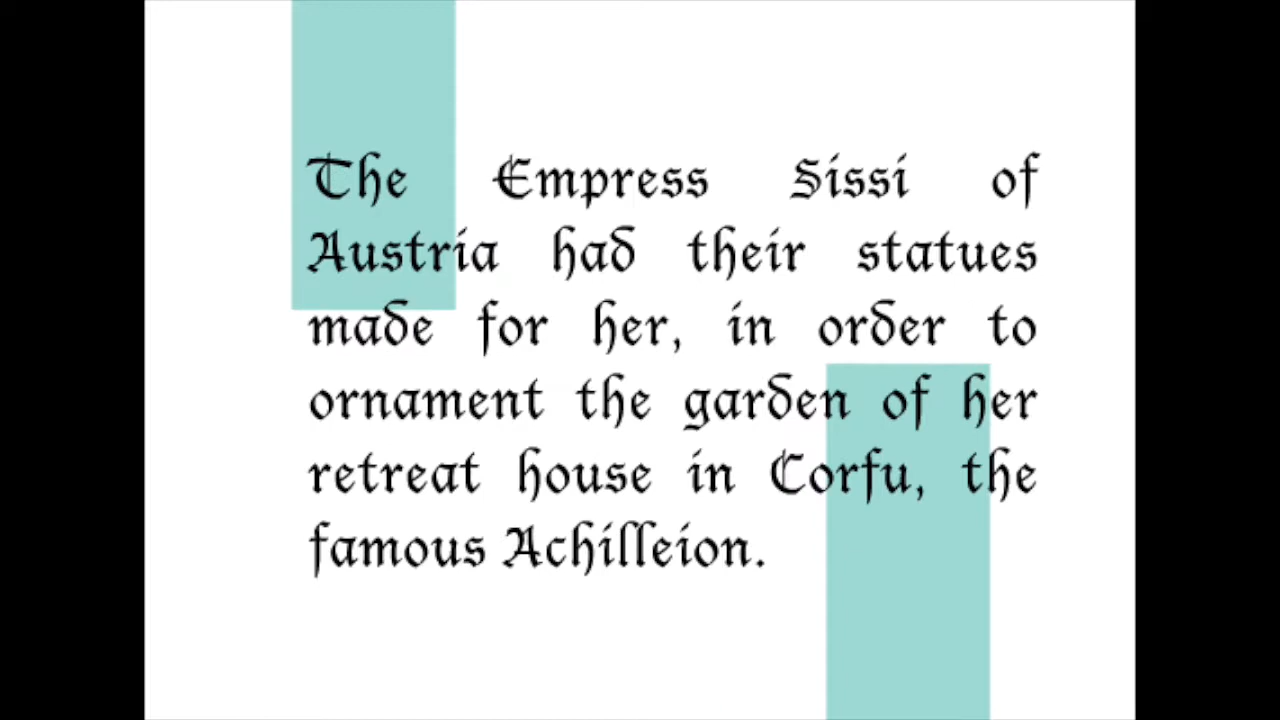 The Empress Sissi of
Austria had their statues
made for her, in order to
ornament the garden of her
retreat house in Corfu, the
famous Achilleion.